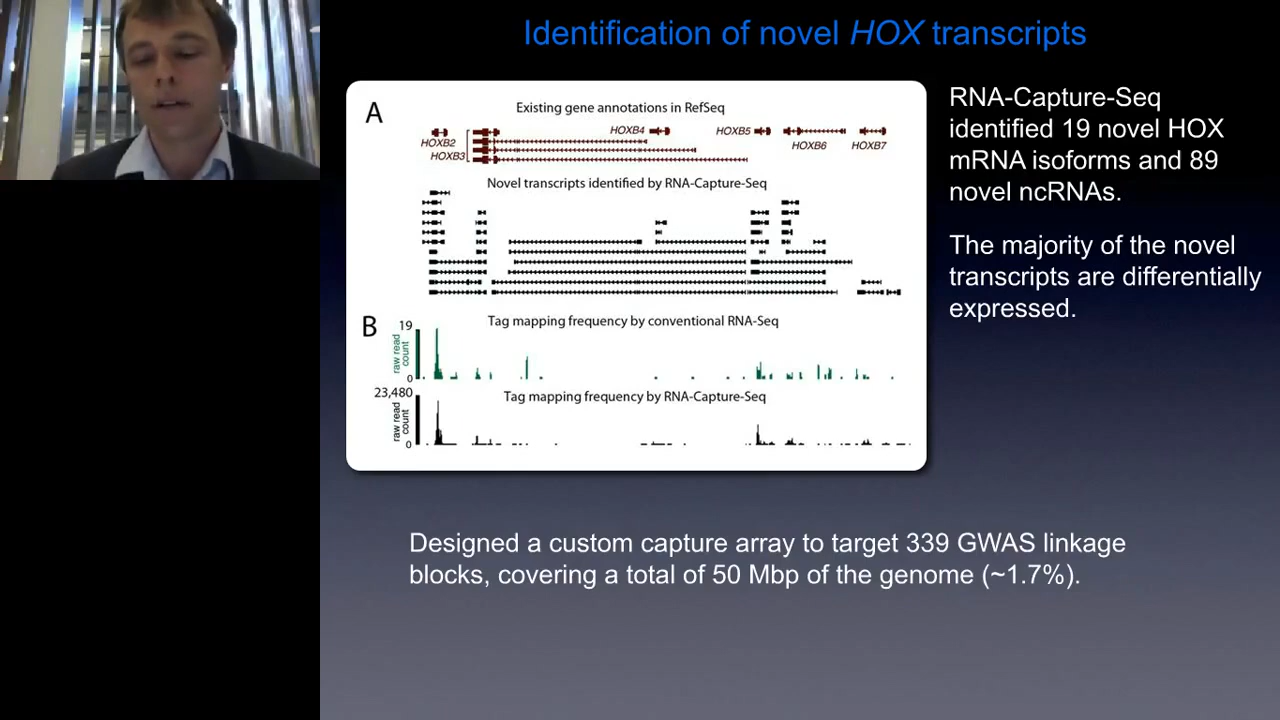 Identification of novel HOX transcripts
A
Existing gene annotations in RefSeq
HOXB2
HOXB3
HOXB4
HOXB5
HOXB6
HOXB7
Novel transcripts identified by RNA-Capture-Seq
B
Tag mapping frequency by conventional RNA-Seq
19
raw read
count
0
Tag mapping frequency by RNA-Capture-Seq
23,480
raw read
count
0
RNA-Capture-Seq
identified 19 novel HOX
mRNA isoforms and 89
novel ncRNAs.
The majority of the novel
transcripts are differentially
expressed.
Designed a custom capture array to target 339 GWAS linkage
blocks, covering a total of 50 Mbp of the genome (~1.7%).